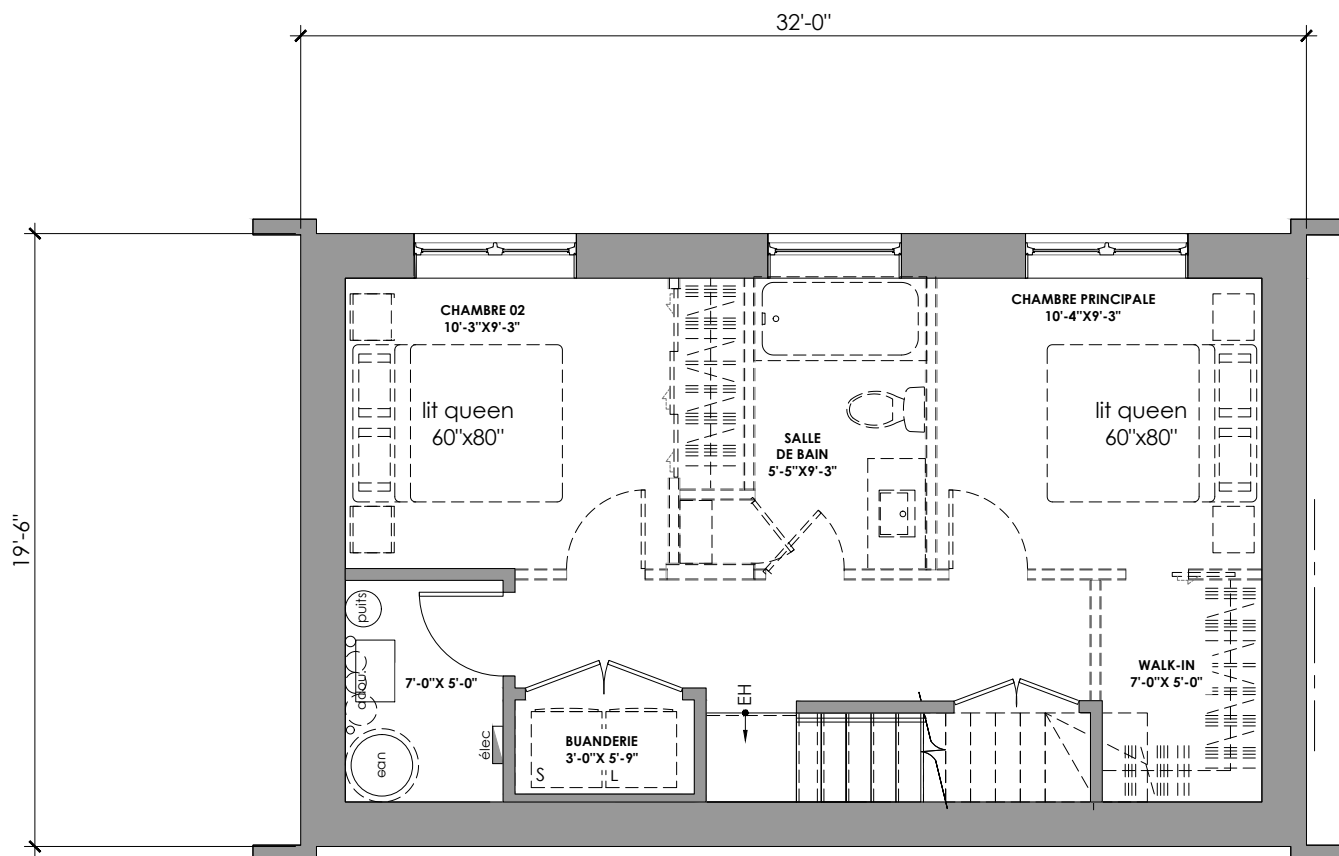 32'-0"
19'-6"
CHAMBRE 02
10'-3"X9'-3"
CHAMBRE PRINCIPALE
10'-4"X9'-3"
lit queen
60"x80"
lit queen
60"x80"
SALLE
DE BAIN
5'-5"X9'-3"
puits
adou.
7'-0"X 5'-0"
eau
élec
BUANDERIE
3'-0"X 5'-9"
S
L
EH
WALK-IN
7'-0"X 5'-0"